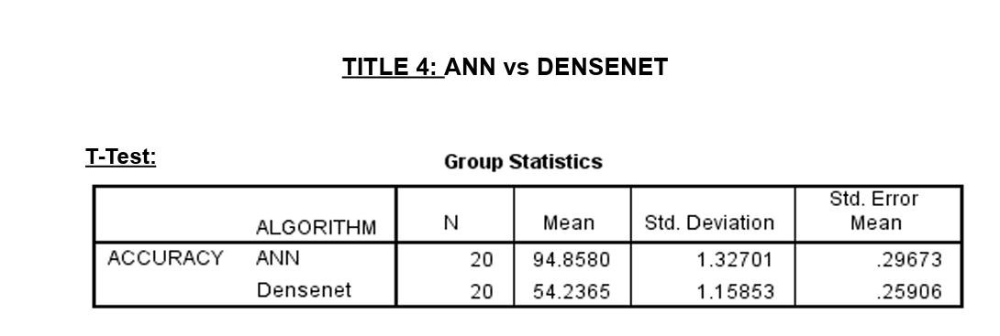 TITLE 4: ANN vs DENSENET
T-Test:
Group Statistics
ALGORITHM N Mean Std. Deviation Std. Error Mean
ACCURACY ANN 20 94.8580 1.32701 .29673
Densenet 20 54.2365 1.15853 .25906